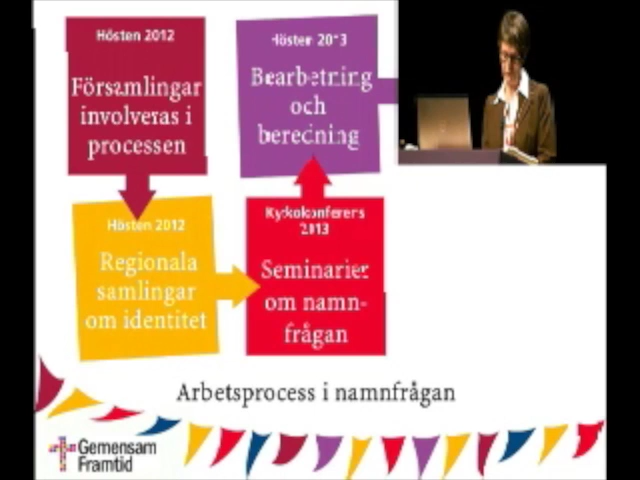 Hösten 2012
Församlingar
involveras i
processen
Hösten 2012
Regionala
samlingar
om identitet
Kyrkokonferens
2013
Seminarier
om namn-
frågan
Hösten 2013
Bearbetning
och
beredning
Arbetsprocess i namnfrågan
Gemensam
Framtid